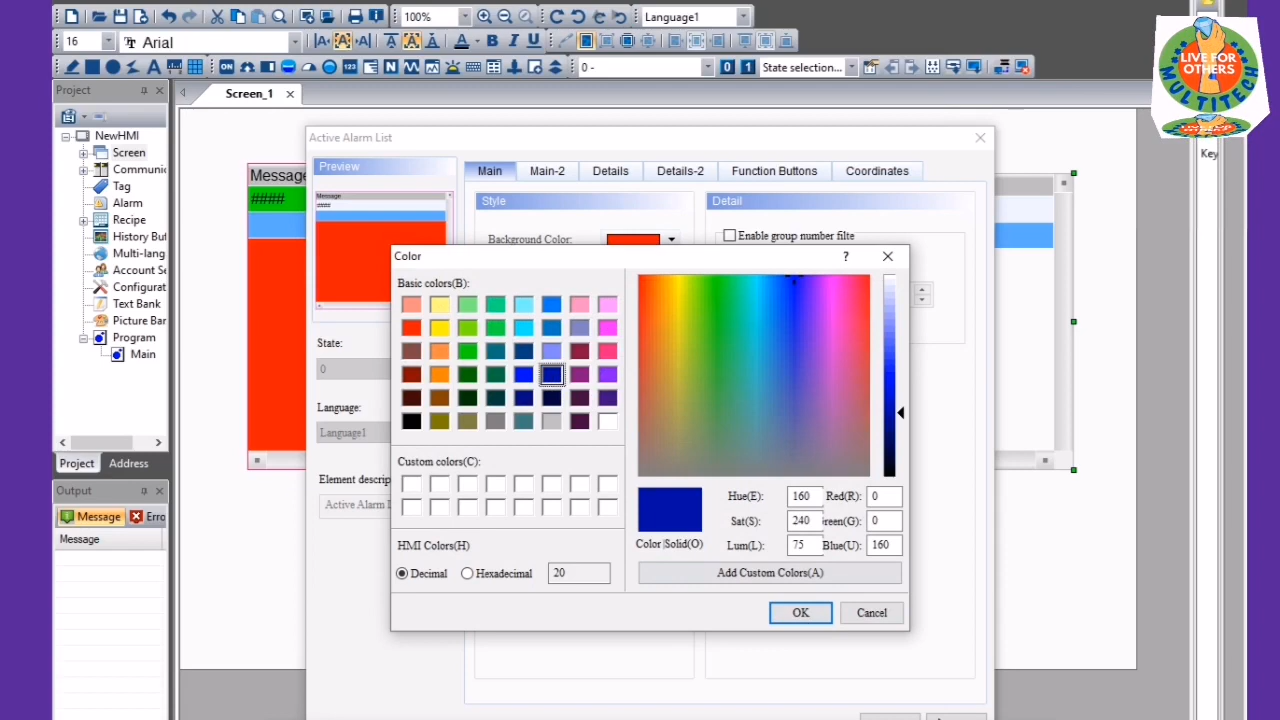 100%
Language1
LIVE FOR
OTHERS
MULTITECH
16
Arial
0 -
0
1
State selection...
Project
Screen_1
Key
NewHMI
Screen
Communic
Tag
Alarm
Recipe
History But
Multi-lang
Account Se
Configurat
Text Bank
Picture Ban
Program
Main
Project
Address
Output
Message
Erro
Message
Message
####
Active Alarm List
Preview
Message
####
State:
0
Language:
Language1
Element descrip
Active Alarm L
Main
Main-2
Details
Details-2
Function Buttons
Coordinates
Style
Background Color:
Detail
Enable group number filte
Color
?
Basic colors(B):
Custom colors(C):
HMI Colors(H)
Decimal
Hexadecimal
20
Color|Solid(O)
Hue(E):
160
Red(R):
0
Sat(S):
240
Green(G):
0
Lum(L):
75
Blue(U):
160
Add Custom Colors(A)
OK
Cancel